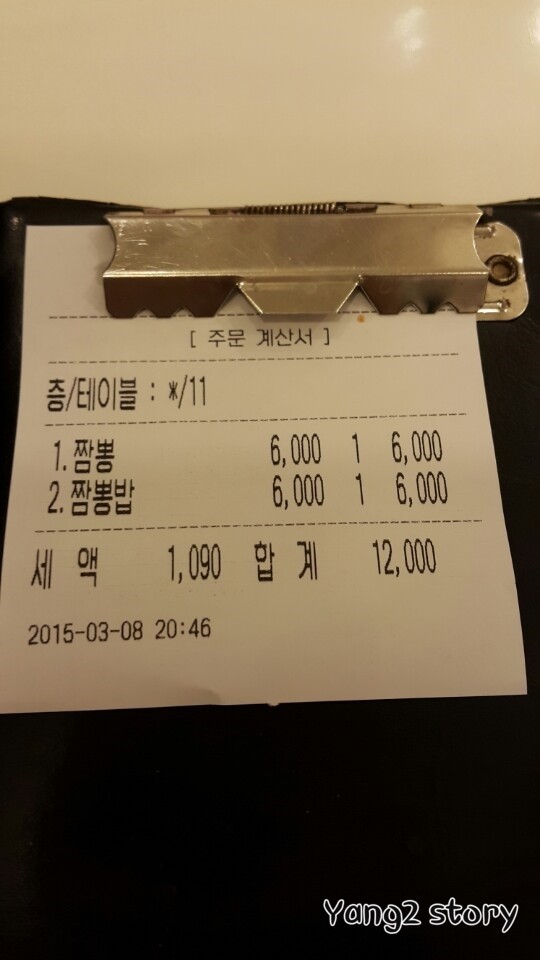 [ 주문 계산서 ]
층/테이블 : */11
1. 짬뽕 6,000 1 6,000
2. 짬뽕밥 6,000 1 6,000
세 액 1,090 합 계 12,000
2015-03-08 20:46
Yang2 story